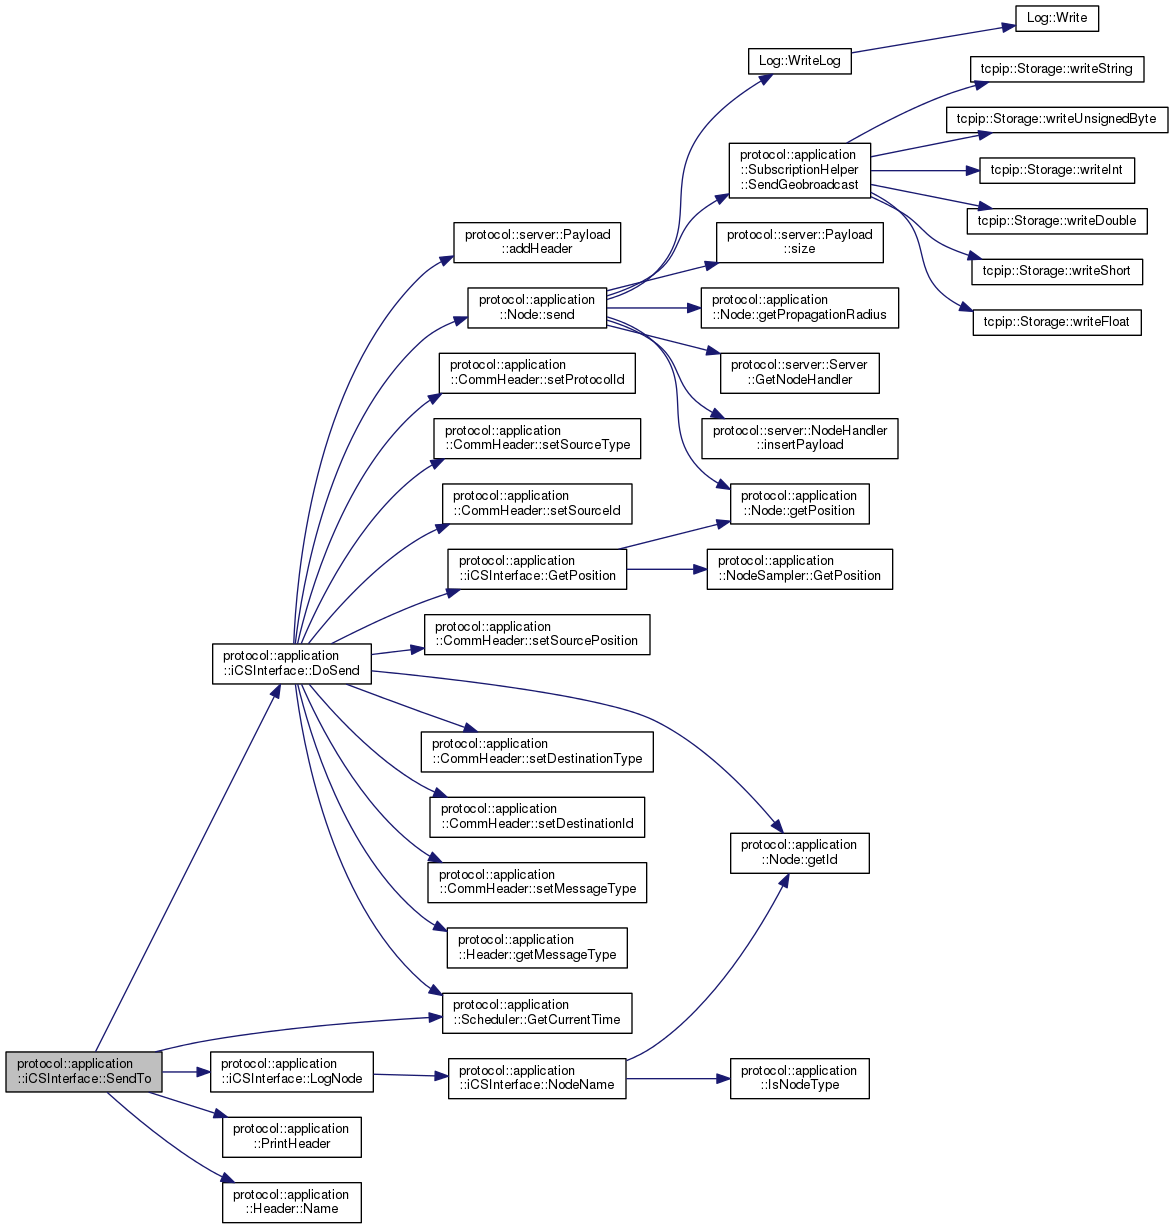 Log::Write
Log::WriteLog
tcpip::Storage::writeString
tcpip::Storage::writeUnsignedByte
protocol::application
::SubscriptionHelper
::SendGeobroadcast
tcpip::Storage::writeInt
tcpip::Storage::writeDouble
protocol::server::Payload
::addHeader
protocol::server::Payload
::size
tcpip::Storage::writeShort
protocol::application
::Node::send
protocol::application
::Node::getPropagationRadius
tcpip::Storage::writeFloat
protocol::application
::CommHeader::setProtocolId
protocol::server::Server
::GetNodeHandler
protocol::application
::CommHeader::setSourceType
protocol::server::NodeHandler
::insertPayload
protocol::application
::CommHeader::setSourceId
protocol::application
::Node::getPosition
protocol::application
::iCSInterface::GetPosition
protocol::application
::NodeSampler::GetPosition
protocol::application
::CommHeader::setSourcePosition
protocol::application
::iCSInterface::DoSend
protocol::application
::CommHeader::setDestinationType
protocol::application
::CommHeader::setDestinationId
protocol::application
::Node::getId
protocol::application
::CommHeader::setMessageType
protocol::application
::Header::getMessageType
protocol::application
::Scheduler::GetCurrentTime
protocol::application
::iCSInterface::SendTo
protocol::application
::iCSInterface::LogNode
protocol::application
::iCSInterface::NodeName
protocol::application
::IsNodeType
protocol::application
::PrintHeader
protocol::application
::Header::Name